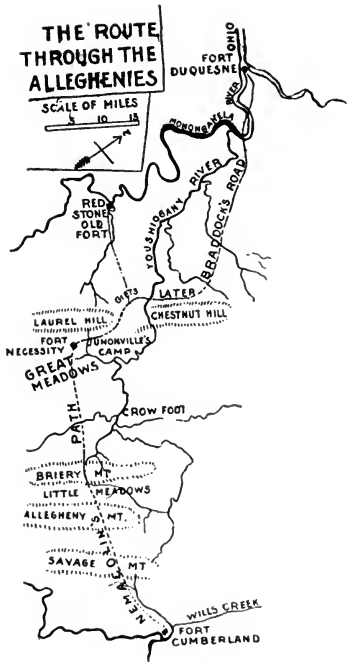 THE ROUTE
THROUGH THE
ALLEGHENIES
SCALE OF MILES
5 10 15
N
OHIO
RIVER
FORT
DUQUESNE
MONONGAHELA
YOUGHIOGANY RIVER
BRADDOCK'S ROAD
RED
STONE
OLD
FORT
GISTS
LATER
LAUREL HILL
CHESTNUT HILL
FORT
NECESSITY
JUMONVILLE'S
CAMP
GREAT
MEADOWS
PATH
CROW FOOT
BRIERY MT.
LITTLE MEADOWS
ALLEGHENY MT.
SAVAGE MT
NEMACOLIN'S
WILLS CREEK
FORT
CUMBERLAND